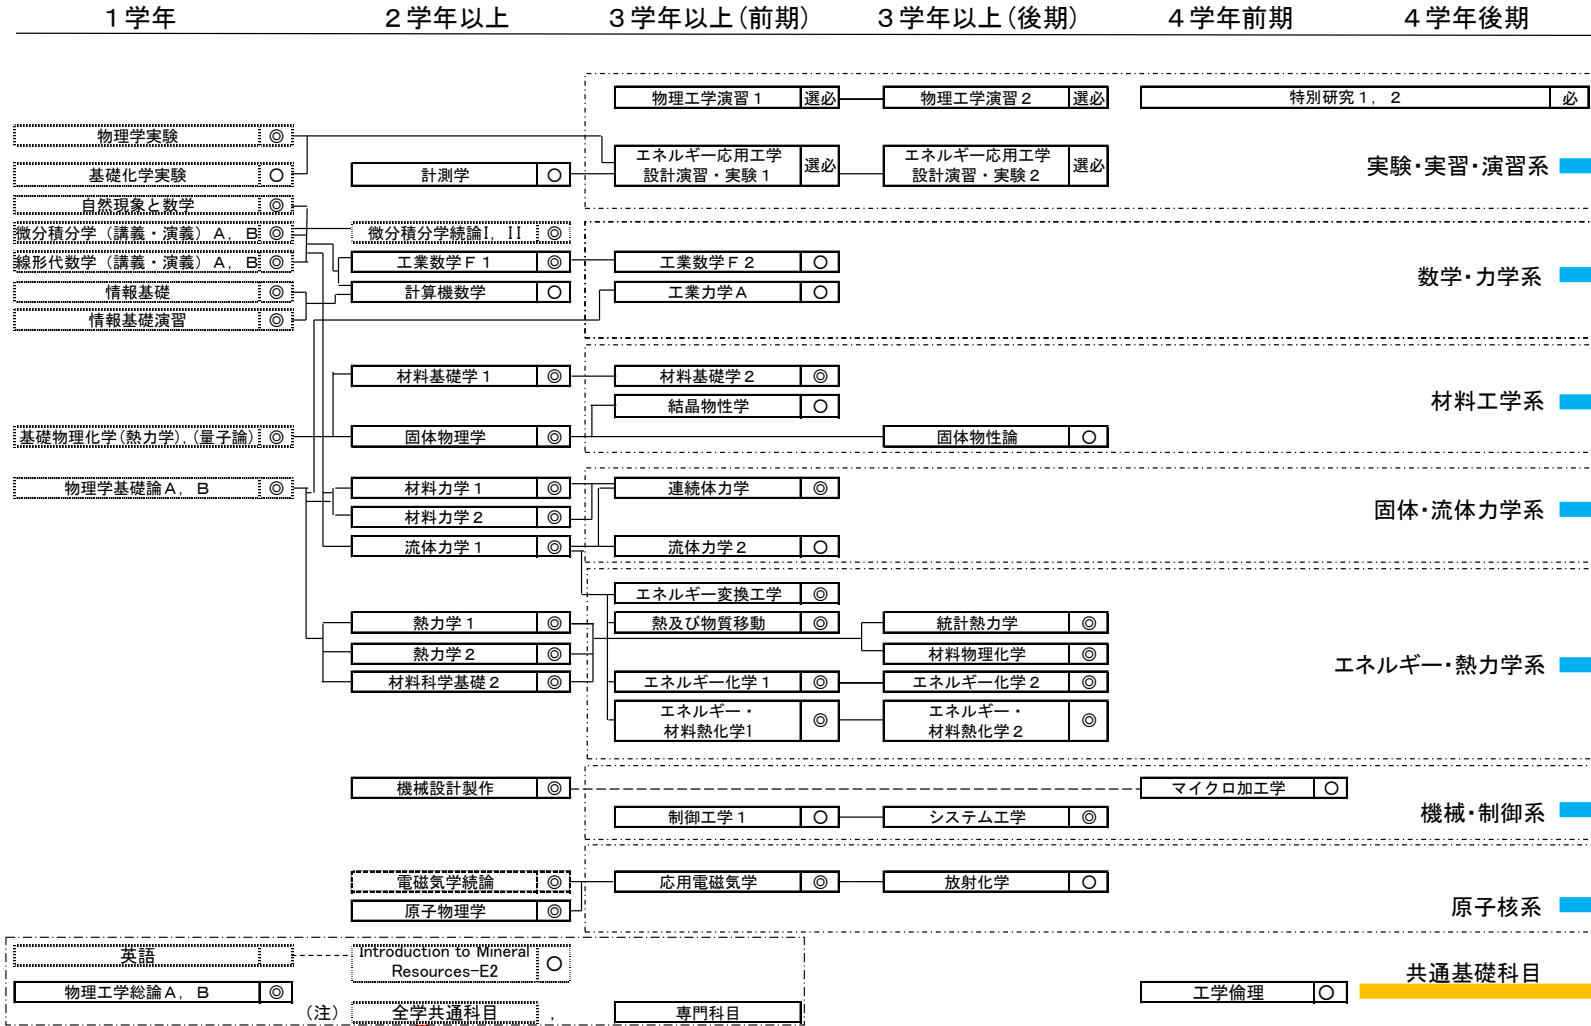 1学年 2学年以上 3学年以上(前期) 3学年以上(後期) 4学年前期 4学年後期
物理工学演習1 選必 物理工学演習2 選必 特別研究1, 2 必
物理学実験 ◎
エネルギー応用工学
設計演習・実験1 選必
エネルギー応用工学
設計演習・実験2 選必
実験・実習・演習系
基礎化学実験 ○ 計測学 ○
自然現象と数学 ◎
微分積分学(講義・演義)A, B ◎ 微分積分学続論I, II ◎
線形代数学(講義・演義)A, B ◎ 工業数学F1 ◎ 工業数学F2 ○
数学・力学系
情報基礎 ◎ 計算機数学 ○ 工業力学A ○
情報基礎演習 ◎
材料基礎学1 ◎ 材料基礎学2 ◎
結晶物性学 ○ 材料工学系
基礎物理化学(熱力学),(量子論) ◎ 固体物理学 ◎ 固体物性論 ○
物理学基礎論A, B ◎ 材料力学1 ◎ 連続体力学 ◎
固体・流体力学系
材料力学2 ◎
流体力学1 ◎ 流体力学2 ○
エネルギー変換工学 ◎
熱力学1 ◎ 熱及び物質移動 ◎ 統計熱力学 ◎
熱力学2 ◎ 材料物理化学 ◎
エネルギー・熱力学系
材料科学基礎2 ◎ エネルギー化学1 ◎ エネルギー化学2 ◎
エネルギー・
材料熱化学1 ◎
エネルギー・
材料熱化学2 ◎
機械設計製作 ◎ マイクロ加工学 ○
制御工学1 ○ システム工学 ◎ 機械・制御系
電磁気学続論 ◎ 応用電磁気学 ◎ 放射化学 ○
原子物理学 ◎ 原子核系
英語
Introduction to Mineral
Resources-E2 ○
共通基礎科目
物理工学総論A, B ◎ 工学倫理 ○
(注) 全学共通科目 , 専門科目